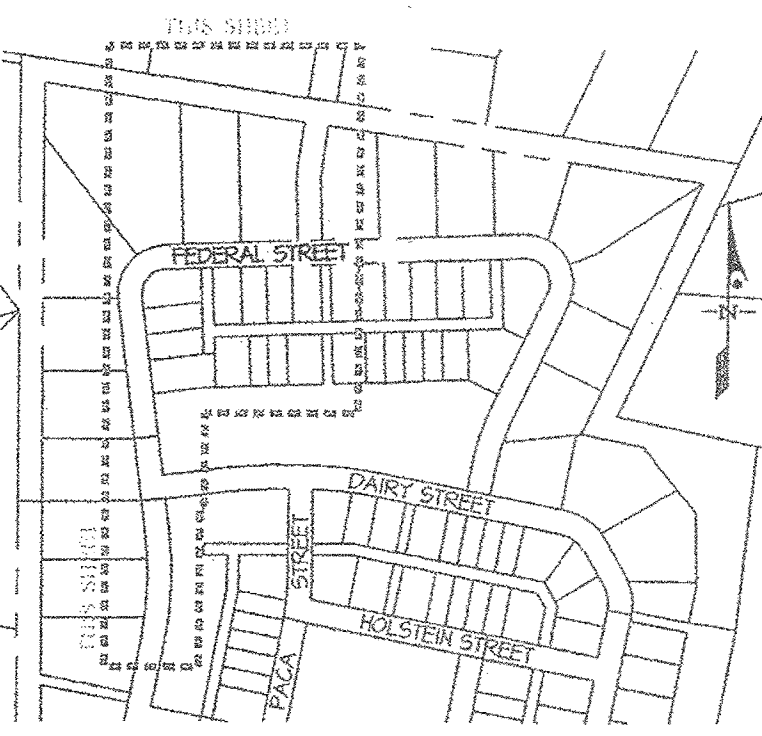 THIS SHEET
FEDERAL STREET
N
DAIRY STREET
STREET
THIS SHEET
HOLSTEIN STREET
PACA